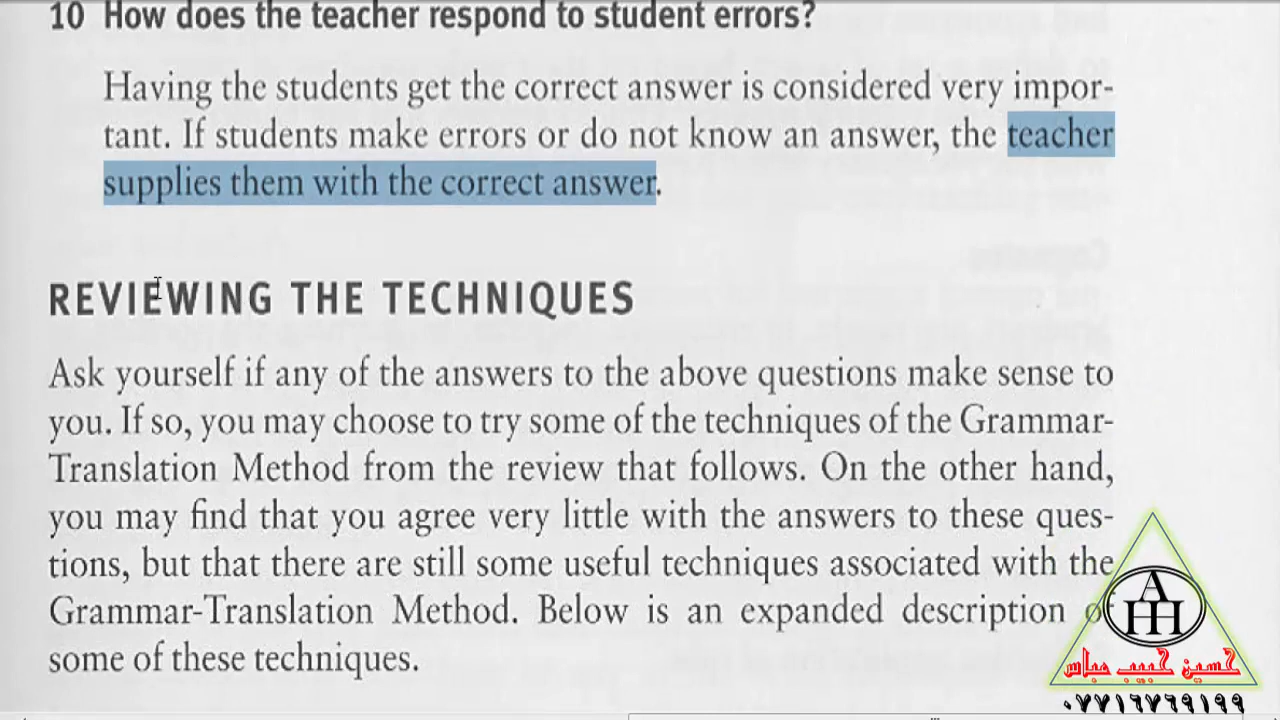 10 How does the teacher respond to student errors?
Having the students get the correct answer is considered very impor-
tant. If students make errors or do not know an answer, the teacher
supplies them with the correct answer.
REVIEWING THE TECHNIQUES
Ask yourself if any of the answers to the above questions make sense to
you. If so, you may choose to try some of the techniques of the Grammar-
Translation Method from the review that follows. On the other hand,
you may find that you agree very little with the answers to these ques-
tions, but that there are still some useful techniques associated with the
Grammar-Translation Method. Below is an expanded description of
some of these techniques.
AHH
حسين حبيب عباس
٠٧٧١٦٧٦٩١٩٩